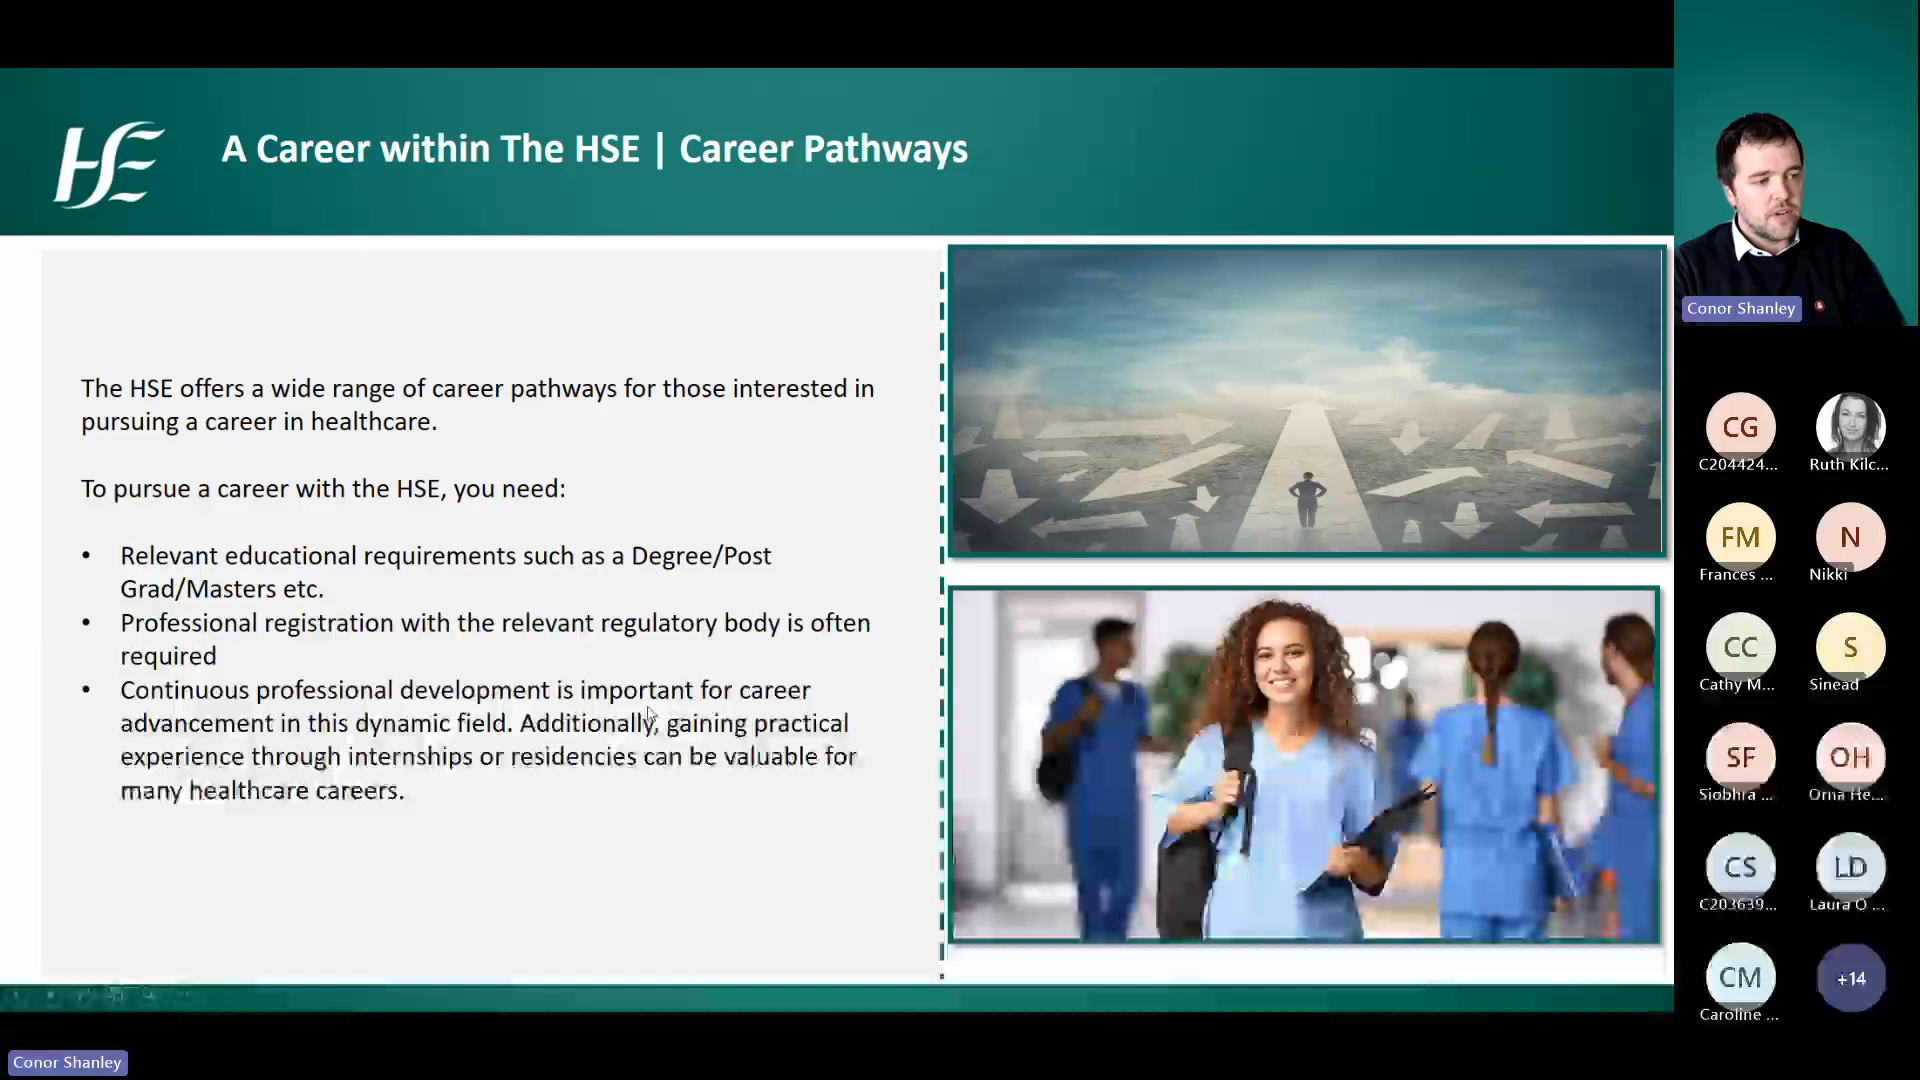 HSE
A Career within The HSE | Career Pathways
The HSE offers a wide range of career pathways for those interested in
pursuing a career in healthcare.
To pursue a career with the HSE, you need:
• Relevant educational requirements such as a Degree/Post
Grad/Masters etc.
• Professional registration with the relevant regulatory body is often
required
• Continuous professional development is important for career
advancement in this dynamic field. Additionally, gaining practical
experience through internships or residencies can be valuable for
many healthcare careers.
Conor Shanley
CG
C204424...
Ruth Kilc...
FM
Frances ...
N
Nikki
CC
Cathy M...
S
Sinead
SF
Siobhra ...
OH
Orna He...
CS
C203639...
LD
Laura O ...
CM
Caroline ...
+14
Conor Shanley